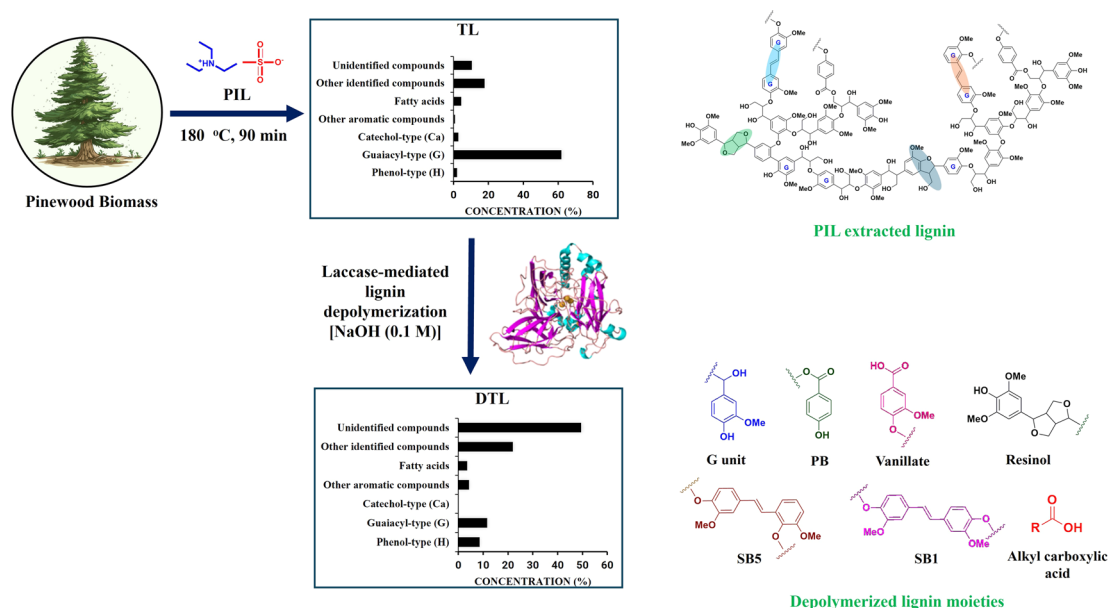 TL
Unidentified compounds
Other identified compounds
Fatty acids
Other aromatic compounds
Catechol-type (Ca)
Guaiacyl-type (G)
Phenol-type (H)
0 20 40 60 80
CONCENTRATION (%)
PIL
180 °C, 90 min
Pinewood Biomass
PIL extracted lignin
Laccase-mediated
lignin
depolymerization
[NaOH (0.1 M)]
DTL
Unidentified compounds
Other identified compounds
Fatty acids
Other aromatic compounds
Catechol-type (Ca)
Guaiacyl-type (G)
Phenol-type (H)
0 10 20 30 40 50 60
CONCENTRATION (%)
G unit
PB
Vanillate
Resinol
SB5
SB1
Alkyl carboxylic
acid
Depolymerized lignin moieties